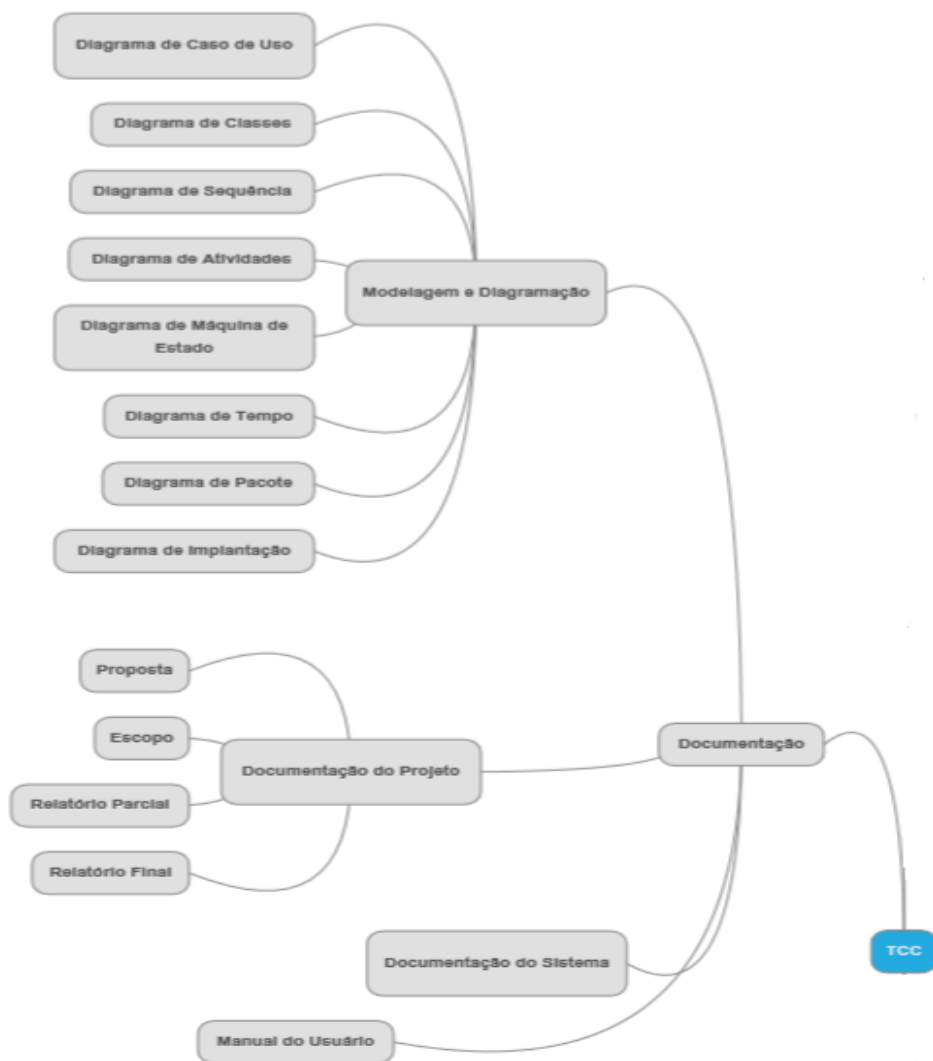 Diagrama de Caso de Uso
Diagrama de Classes
Diagrama de Sequência
Diagrama de Atividades
Modelagem e Diagramação
Diagrama de Máquina de
Estado
Diagrama de Tempo
Diagrama de Pacote
Diagrama de Implantação
Proposta
Escopo
Documentação
Documentação do Projeto
Relatório Parcial
Relatório Final
TCC
Documentação do Sistema
Manual do Usuário